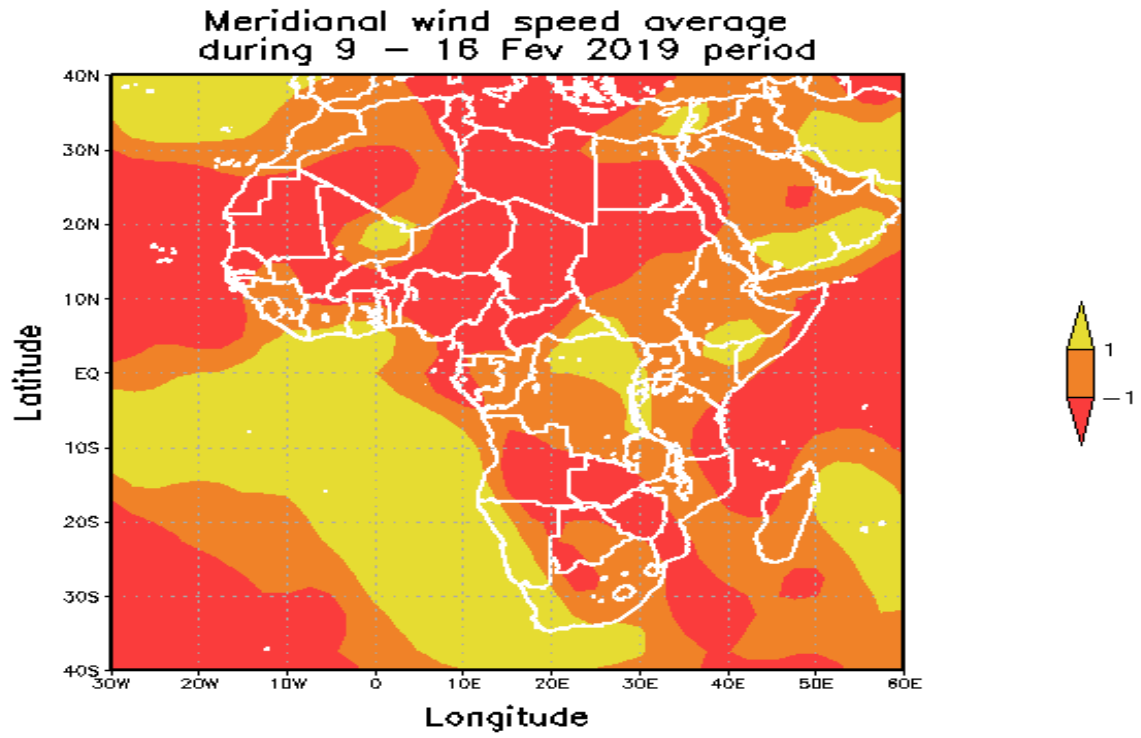 Meridianal wind speed average
during 9 – 16 Fev 2019 period
40N
30N
20N
10N
EQ
10S
20S
30S
40S
Latitude
30W 20W 10W 0 10E 20E 30E 40E 50E 60E
Longitude
1
−1